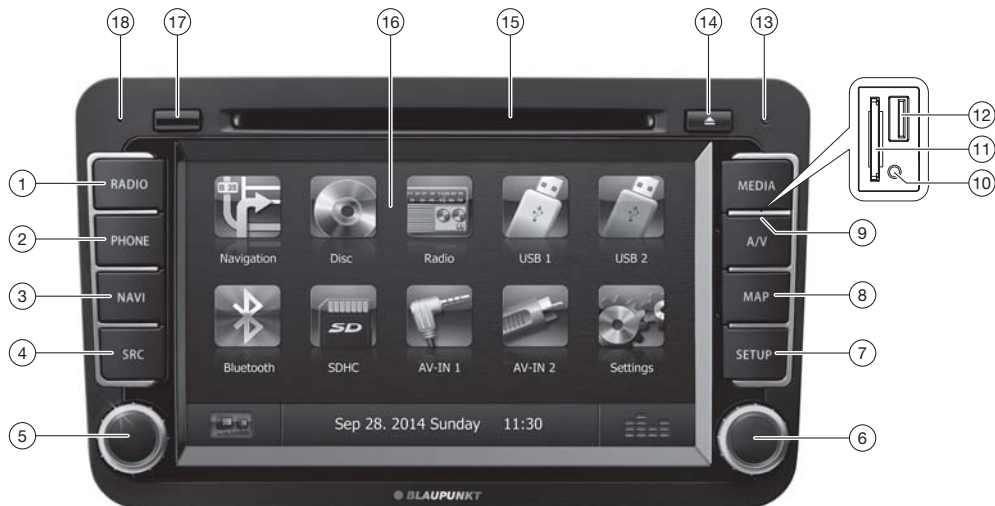 18 17 16 15 14 13
12
11
10
1 RADIO
2 PHONE
3 NAVI
4 SRC
5
MEDIA
A/V 9
MAP 8
SETUP 7
6
B 35
Navigation Disc Radio USB 1 USB 2
SD
Bluetooth SDHC AV-IN 1 AV-IN 2 Settings
Sep 28. 2014 Sunday 11:30
BLAUPUNKT